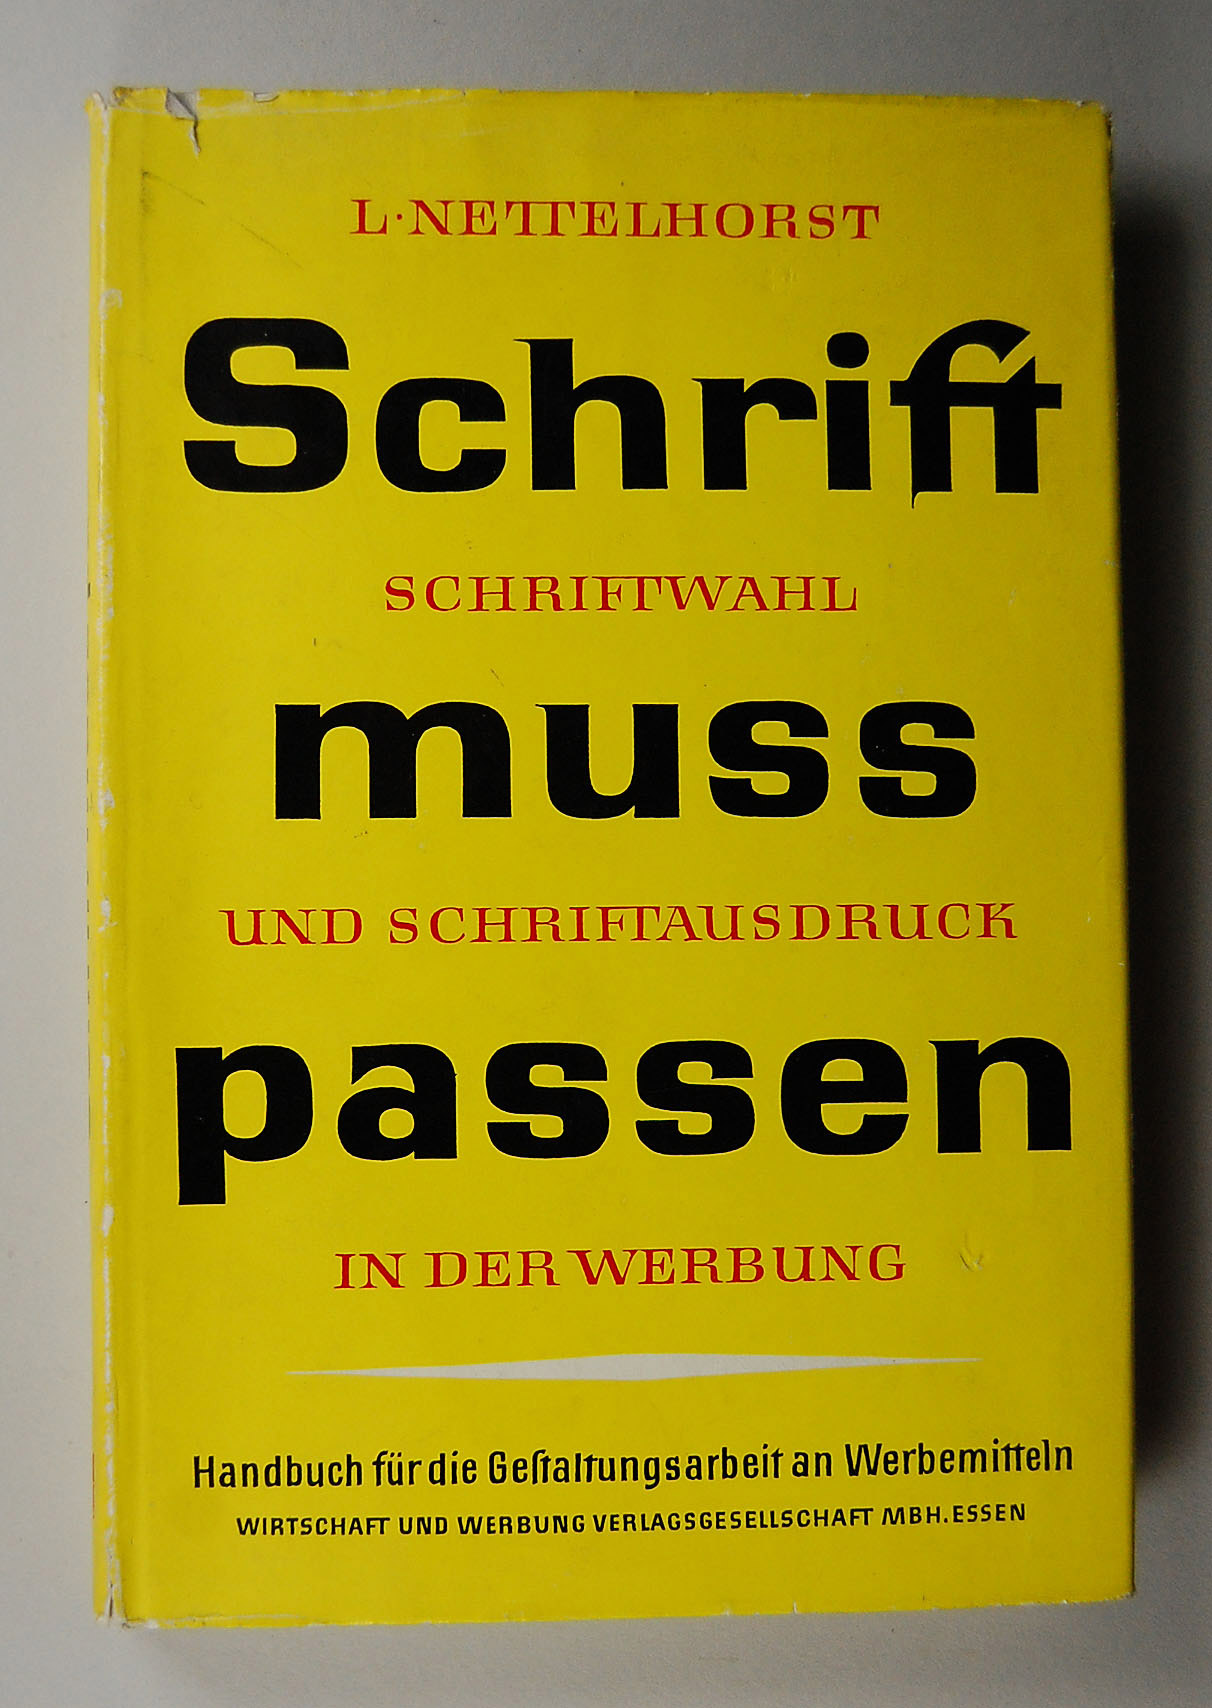 L·NETTELHORST
Schrift
SCHRIFTWAHL
muss
UND SCHRIFTAUSDRUCK
passen
IN DER WERBUNG
Handbuch für die Geſtaltungsarbeit an Werbemitteln
WIRTSCHAFT UND WERBUNG VERLAGSGESELLSCHAFT MBH. ESSEN